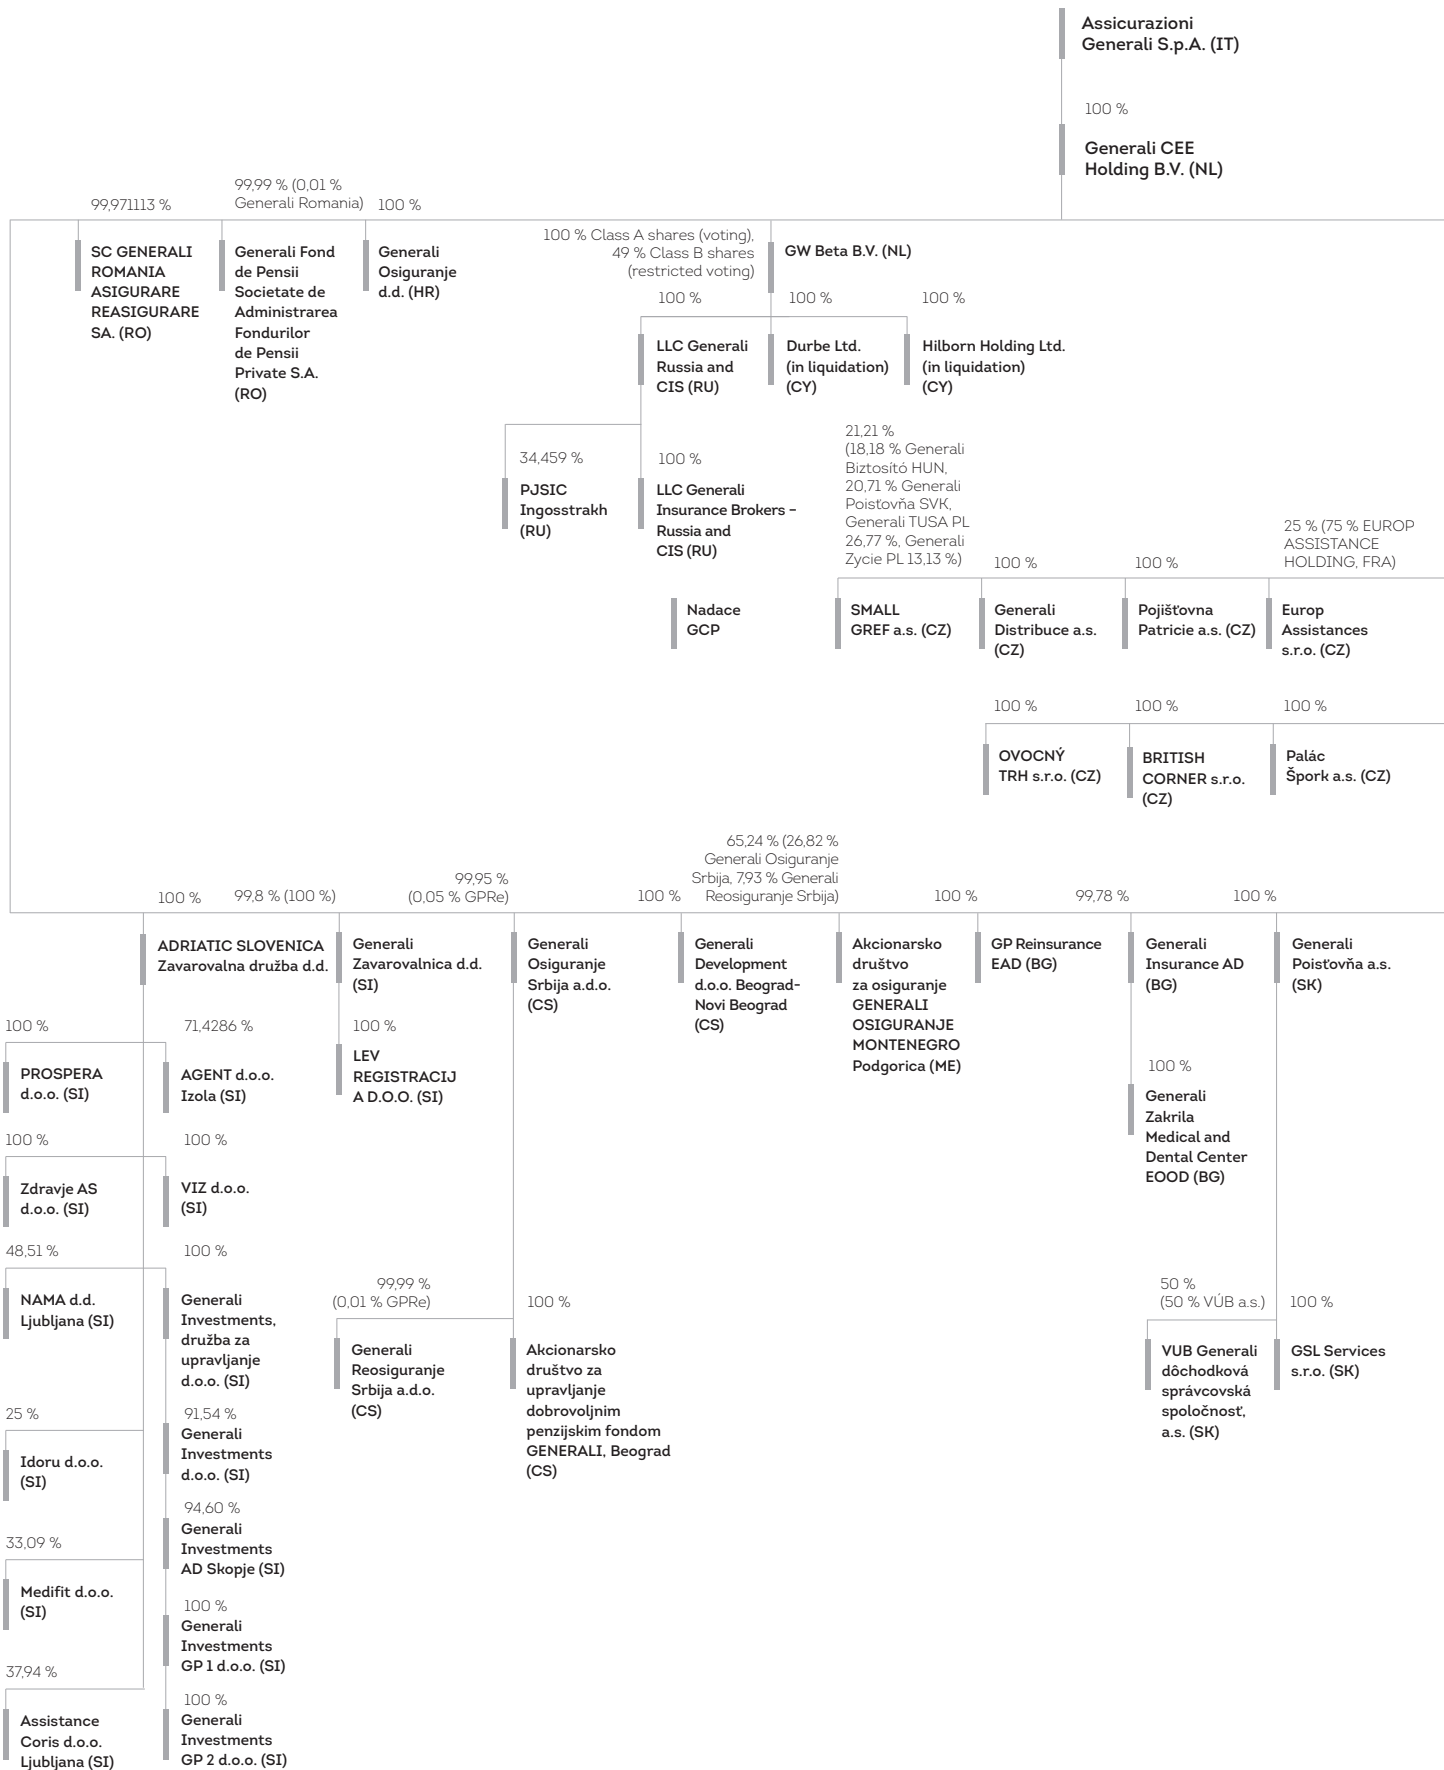 Assicurazioni
Generali S.p.A. (IT)
100 %
Generali CEE
Holding B.V. (NL)
99,971113 %
SC GENERALI
ROMANIA
ASIGURARE
REASIGURARE
SA. (RO)
99,99 % (0,01 %
Generali Romania)
Generali Fond
de Pensii
Societate de
Administrarea
Fondurilor
de Pensii
Private S.A.
(RO)
100 %
Generali
Osiguranje
d.d. (HR)
100 % Class A shares (voting),
49 % Class B shares
(restricted voting)
GW Beta B.V. (NL)
100 %
LLC Generali
Russia and
CIS (RU)
100 %
Durbe Ltd.
(in liquidation)
(CY)
100 %
Hilborn Holding Ltd.
(in liquidation)
(CY)
34,459 %
PJSIC
Ingosstrakh
(RU)
100 %
LLC Generali
Insurance Brokers –
Russia and
CIS (RU)
Nadace
GCP
21,21 %
(18,18 % Generali
Biztosító HUN,
20,71 % Generali
Poisťovňa SVK,
Generali TUSA PL
26,77 %, Generali
Zycie PL 13,13 %)
SMALL
GREF a.s. (CZ)
100 %
Generali
Distribuce a.s.
(CZ)
100 %
Pojišťovna
Patricie a.s. (CZ)
25 % (75 % EUROP
ASSISTANCE
HOLDING, FRA)
Europ
Assistances
s.r.o. (CZ)
100 %
OVOCNÝ
TRH s.r.o. (CZ)
100 %
BRITISH
CORNER s.r.o.
(CZ)
100 %
Palác
Špork a.s. (CZ)
100 %
ADRIATIC SLOVENICA
Zavarovalna družba d.d.
99,8 % (100 %)
Generali
Zavarovalnica d.d.
(SI)
99,95 %
(0,05 % GPRe)
Generali
Osiguranje
Srbija a.d.o.
(CS)
100 %
Generali
Development
d.o.o. Beograd-
Novi Beograd
(CS)
65,24 % (26,82 %
Generali Osiguranje
Srbija, 7,93 % Generali
Reosiguranje Srbija)
Akcionarsko
društvo
za osiguranje
GENERALI
OSIGURANJE
MONTENEGRO
Podgorica (ME)
100 %
GP Reinsurance
EAD (BG)
99,78 %
Generali
Insurance AD
(BG)
100 %
Generali
Poisťovňa a.s.
(SK)
100 %
PROSPERA
d.o.o. (SI)
71,4286 %
AGENT d.o.o.
Izola (SI)
100 %
LEV
REGISTRACIJ
A D.O.O. (SI)
100 %
Generali
Zakrila
Medical and
Dental Center
EOOD (BG)
100 %
Zdravje AS
d.o.o. (SI)
100 %
VIZ d.o.o.
(SI)
48,51 %
NAMA d.d.
Ljubljana (SI)
100 %
Generali
Investments,
družba za
upravljanje
d.o.o. (SI)
99,99 %
(0,01 % GPRe)
Generali
Reosiguranje
Srbija a.d.o.
(CS)
100 %
Akcionarsko
društvo za
upravljanje
dobrovoljnim
penzijskim fondom
GENERALI, Beograd
(CS)
50 %
(50 % VÚB a.s.)
VUB Generali
dôchodková
správcovská
spoločnosť,
a.s. (SK)
100 %
GSL Services
s.r.o. (SK)
25 %
Idoru d.o.o.
(SI)
91,54 %
Generali
Investments
d.o.o. (SI)
33,09 %
Medifit d.o.o.
(SI)
94,60 %
Generali
Investments
AD Skopje (SI)
100 %
Generali
Investments
GP 1 d.o.o. (SI)
37,94 %
Assistance
Coris d.o.o.
Ljubljana (SI)
100 %
Generali
Investments
GP 2 d.o.o. (SI)